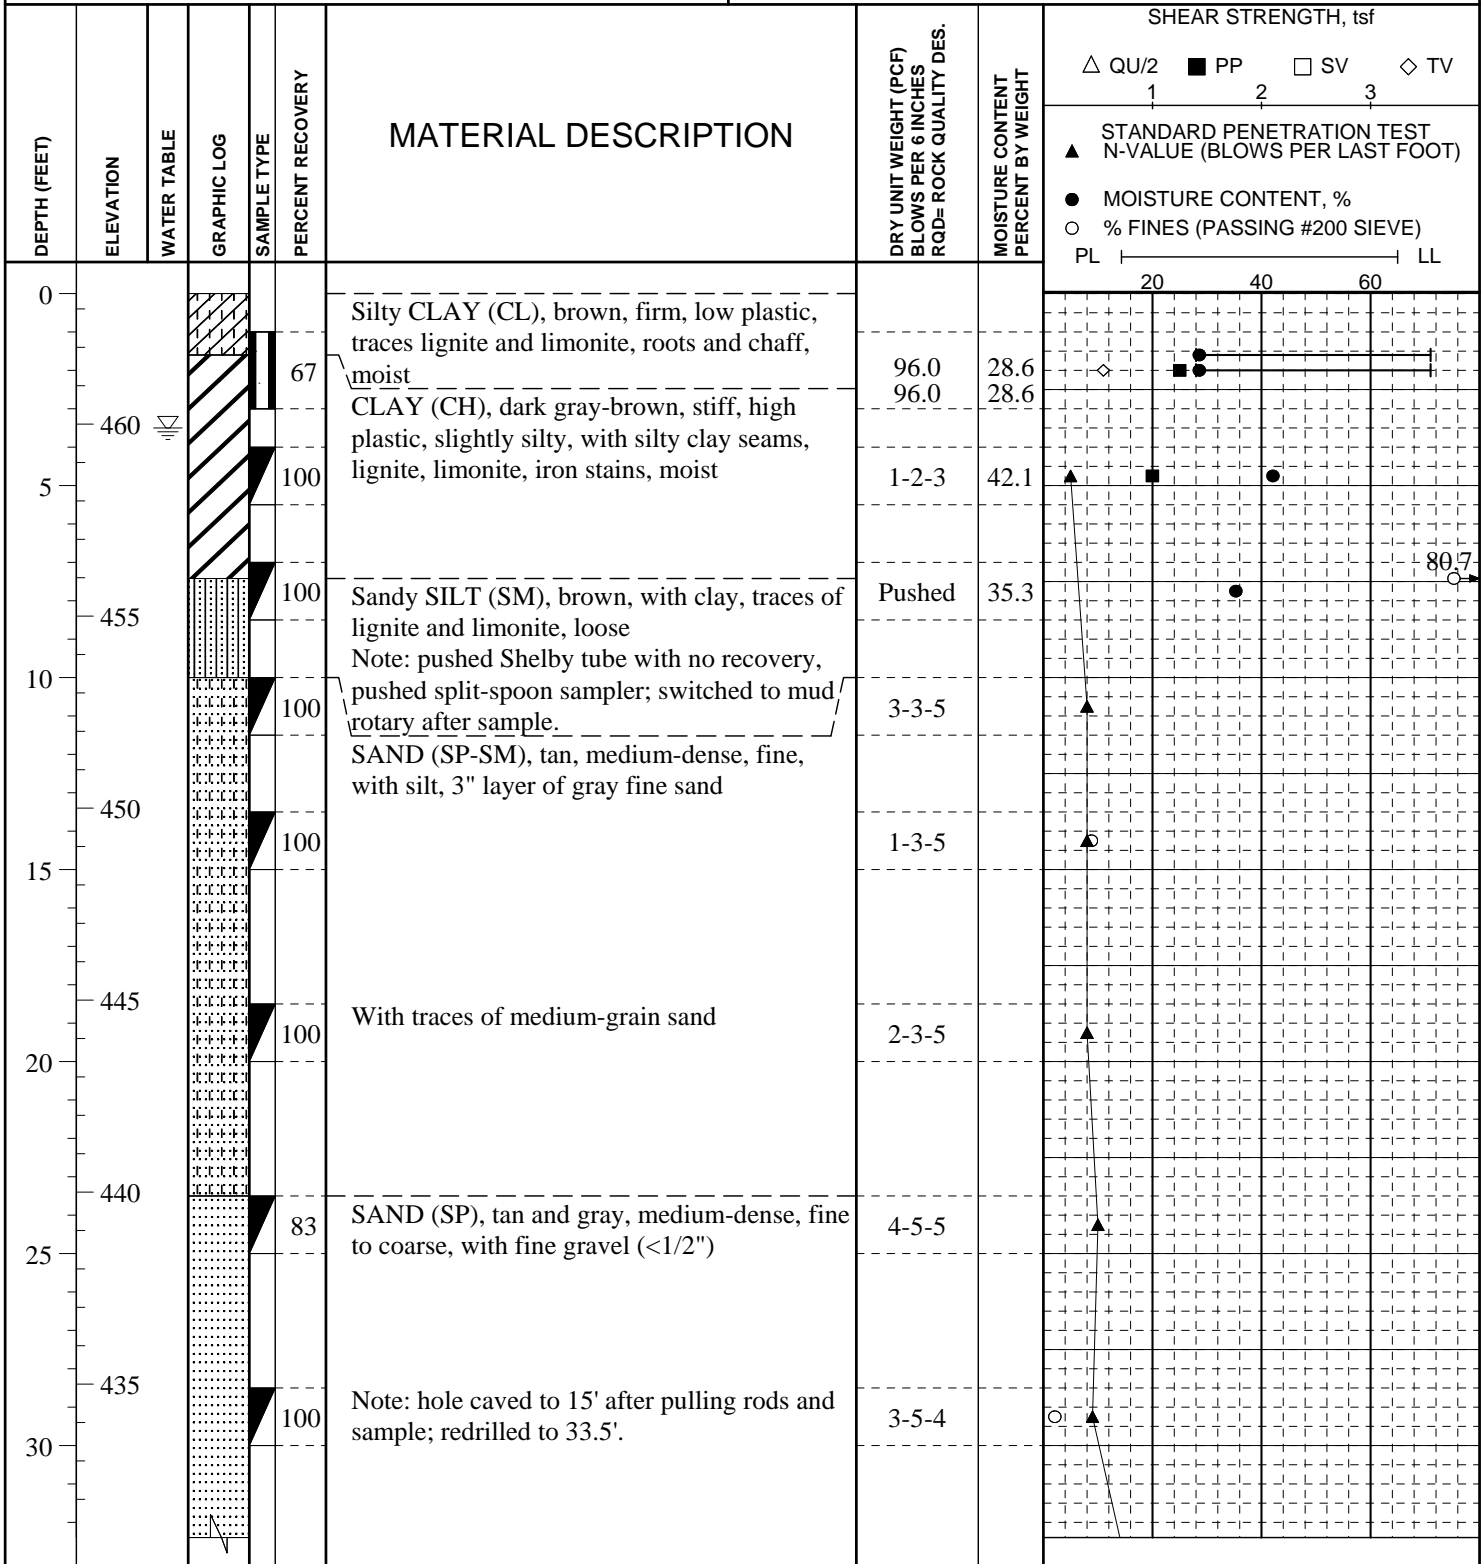 DEPTH (FEET)
ELEVATION
WATER TABLE
GRAPHIC LOG
SAMPLE TYPE
PERCENT RECOVERY
MATERIAL DESCRIPTION
DRY UNIT WEIGHT (PCF)
BLOWS PER 6 INCHES
RQD= ROCK QUALITY DES.
MOISTURE CONTENT
PERCENT BY WEIGHT
SHEAR STRENGTH, tsf
QU/2 PP SV TV
1 2 3
STANDARD PENETRATION TEST
N-VALUE (BLOWS PER LAST FOOT)
MOISTURE CONTENT, %
% FINES (PASSING #200 SIEVE)
PL LL
20 40 60
0
Silty CLAY (CL), brown, firm, low plastic,
traces lignite and limonite, roots and chaff,
moist
67
96.0 28.6
96.0 28.6
CLAY (CH), dark gray-brown, stiff, high
plastic, slightly silty, with silty clay seams,
lignite, limonite, iron stains, moist
460
5
100
1-2-3 42.1
80.7
100
Pushed 35.3
Sandy SILT (SM), brown, with clay, traces of
lignite and limonite, loose
Note: pushed Shelby tube with no recovery,
pushed split-spoon sampler; switched to mud
rotary after sample.
455
10
100
3-3-5
SAND (SP-SM), tan, medium-dense, fine,
with silt, 3" layer of gray fine sand
450
100
1-3-5
15
445
100
With traces of medium-grain sand
2-3-5
20
440
83
SAND (SP), tan and gray, medium-dense, fine
to coarse, with fine gravel (<1/2")
4-5-5
25
435
100
Note: hole caved to 15' after pulling rods and
sample; redrilled to 33.5'.
3-5-4
30